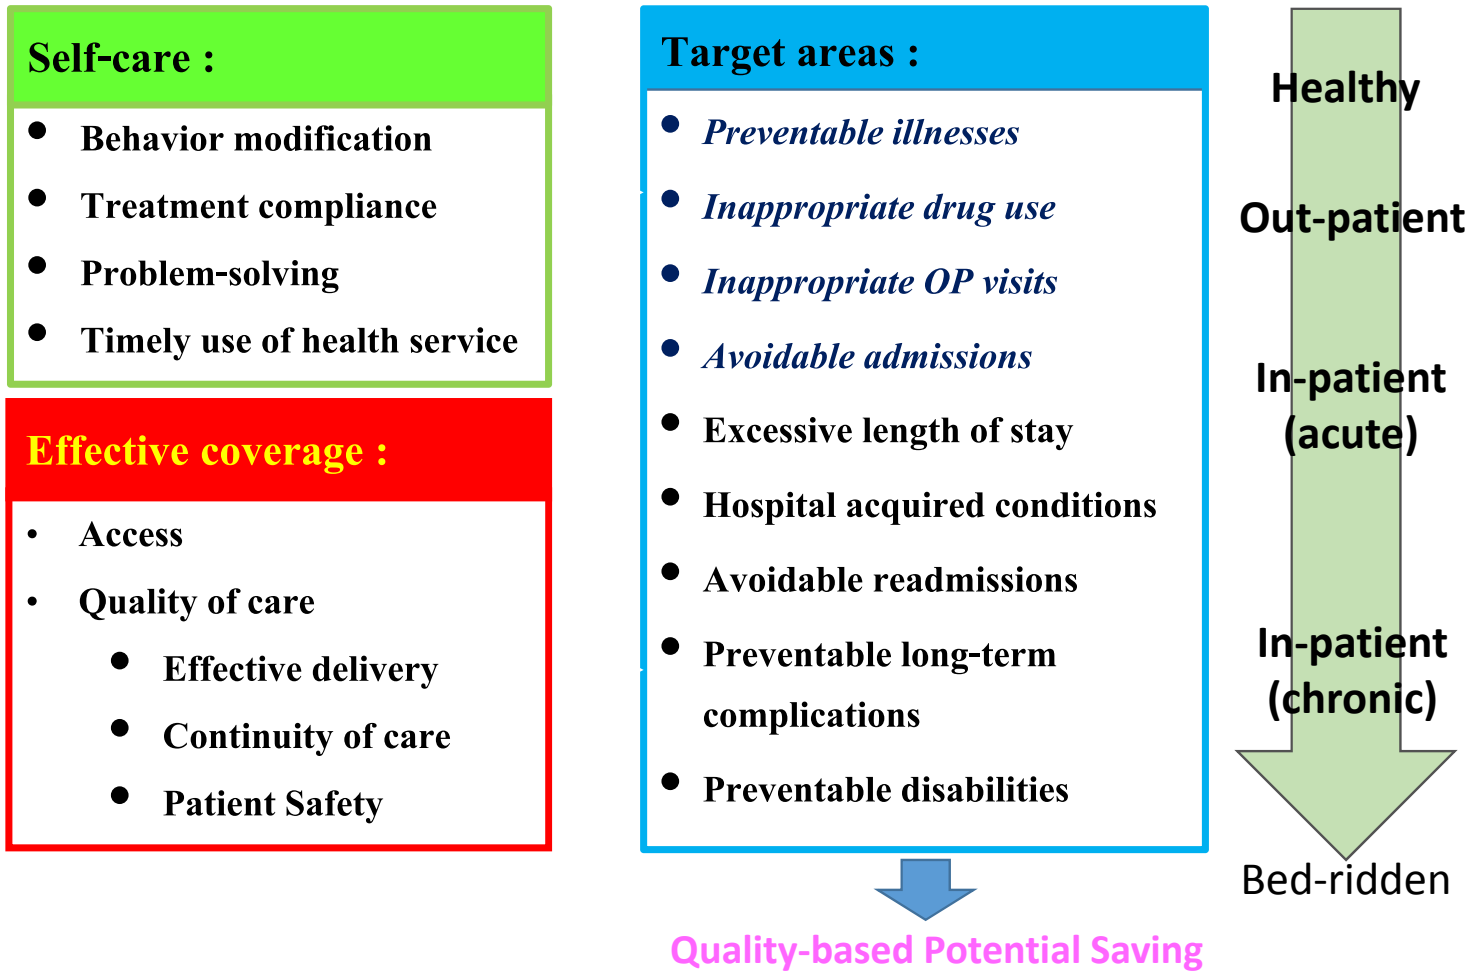 Self-care :
● Behavior modification
● Treatment compliance
● Problem-solving
● Timely use of health service
Effective coverage :
• Access
• Quality of care
● Effective delivery
● Continuity of care
● Patient Safety
Target areas :
● Preventable illnesses
● Inappropriate drug use
● Inappropriate OP visits
● Avoidable admissions
● Excessive length of stay
● Hospital acquired conditions
● Avoidable readmissions
● Preventable long-term
complications
● Preventable disabilities
Quality-based Potential Saving
Healthy
Out-patient
In-patient
(acute)
In-patient
(chronic)
Bed-ridden